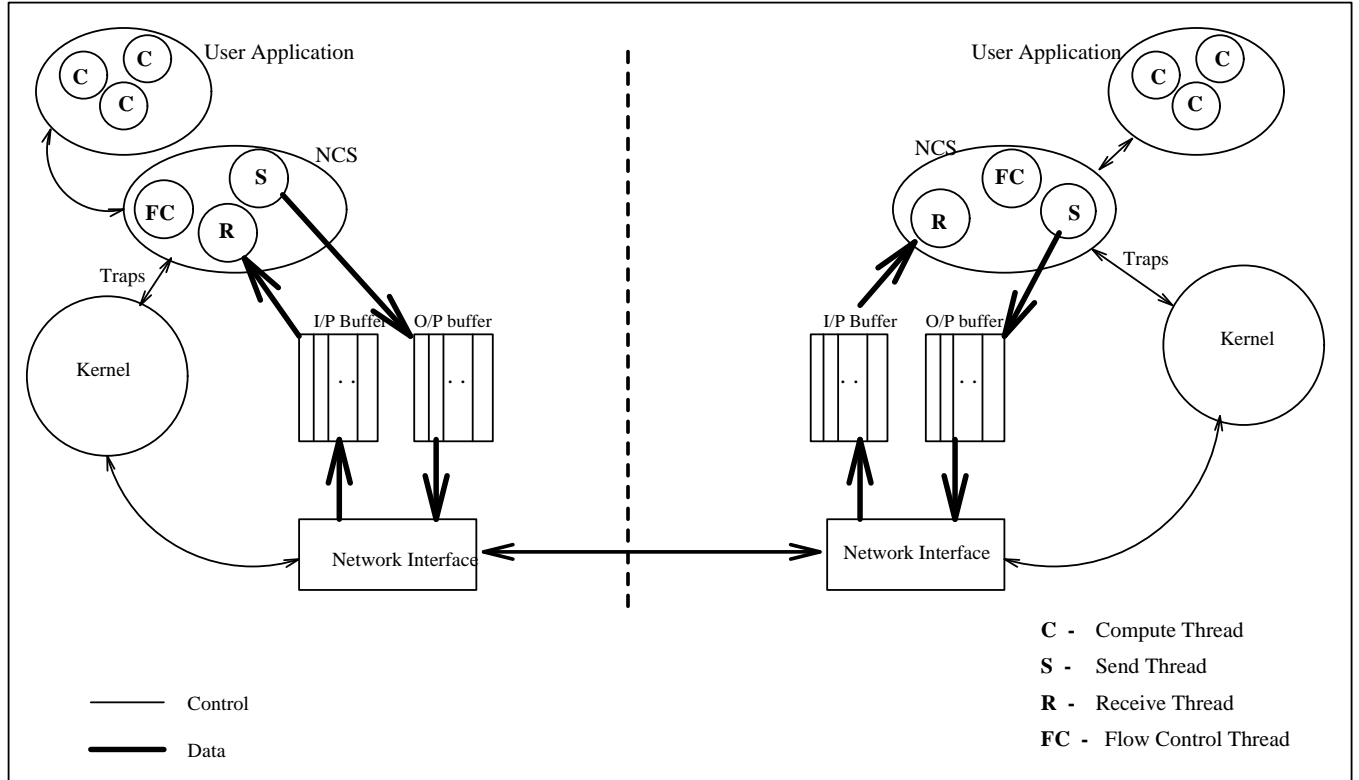 User Application
C
C
C
NCS
S
FC
R
Traps
Kernel
I/P Buffer
O/P buffer
. .
. .
Network Interface
User Application
C
C
C
NCS
FC
R
S
Traps
Kernel
I/P Buffer
O/P buffer
. .
. .
Network Interface
C - Compute Thread
S - Send Thread
R - Receive Thread
FC - Flow Control Thread
Control
Data